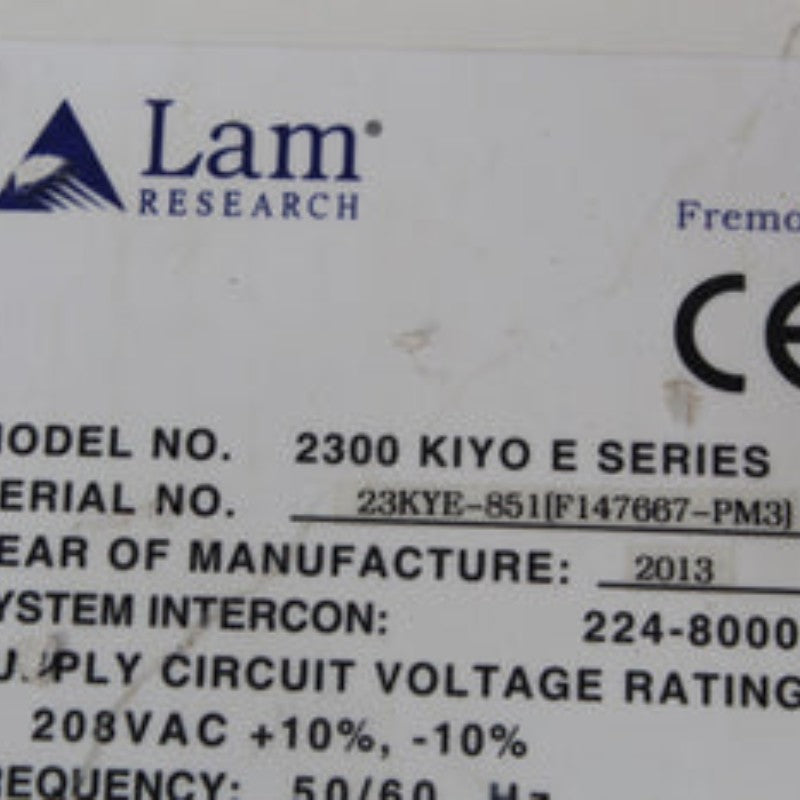 Lam
RESEARCH
Fremo
CE
ODEL NO. 2300 KIYO E SERIES
ERIAL NO. 23KYE-851(F147667-PM3)
EAR OF MANUFACTURE: 2013
YSTEM INTERCON: 224-8000
U PLY CIRCUIT VOLTAGE RATING
208VAC +10%, -10%
REQUENCY: 50/60 Hz